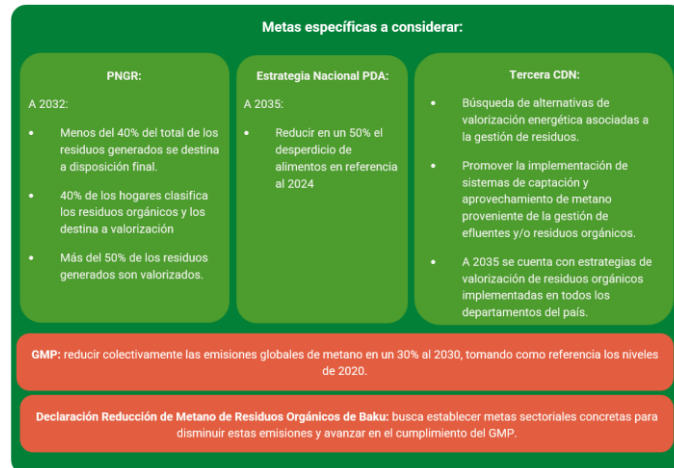 Metas específicas a considerar:
PNGR:
A 2032:
• Menos del 40% del total de los
residuos generados se destina
a disposición final.
• 40% de los hogares clasifica
los residuos orgánicos y los
destina a valorización
• Más del 50% de los residuos
generados son valorizados.
Estrategia Nacional PDA:
A 2035:
• Reducir en un 50% el
desperdicio de
alimentos en referencia
al 2024
Tercera CDN:
• Búsqueda de alternativas de
valorización energética asociadas a
la gestión de residuos.
• Promover la implementación de
sistemas de captación y
aprovechamiento de metano
proveniente de la gestión de
efluentes y/o residuos orgánicos.
• A 2035 se cuenta con estrategias de
valorización de residuos orgánicos
implementadas en todos los
departamentos del país.
GMP: reducir colectivamente las emisiones globales de metano en un 30% al 2030, tomando como referencia los niveles
de 2020.
Declaración Reducción de Metano de Residuos Orgánicos de Baku: busca establecer metas sectoriales concretas para
disminuir estas emisiones y avanzar en el cumplimiento del GMP.